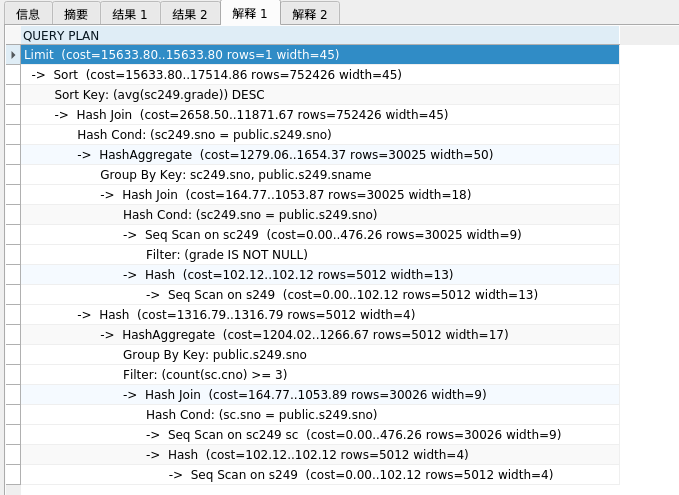 信息 摘要 结果 1 结果 2 解释 1 解释 2
QUERY PLAN
Limit  (cost=15633.80..15633.80 rows=1 width=45)
->  Sort  (cost=15633.80..17514.86 rows=752426 width=45)
Sort Key: (avg(sc249.grade)) DESC
->  Hash Join  (cost=2658.50..11871.67 rows=752426 width=45)
Hash Cond: (sc249.sno = public.s249.sno)
->  HashAggregate  (cost=1279.06..1654.37 rows=30025 width=50)
Group By Key: sc249.sno, public.s249.sname
->  Hash Join  (cost=164.77..1053.87 rows=30025 width=18)
Hash Cond: (sc249.sno = public.s249.sno)
->  Seq Scan on sc249  (cost=0.00..476.26 rows=30025 width=9)
Filter: (grade IS NOT NULL)
->  Hash  (cost=102.12..102.12 rows=5012 width=13)
->  Seq Scan on s249  (cost=0.00..102.12 rows=5012 width=13)
->  Hash  (cost=1316.79..1316.79 rows=5012 width=4)
->  HashAggregate  (cost=1204.02..1266.67 rows=5012 width=17)
Group By Key: public.s249.sno
Filter: (count(sc.cno) >= 3)
->  Hash Join  (cost=164.77..1053.89 rows=30026 width=9)
Hash Cond: (sc.sno = public.s249.sno)
->  Seq Scan on sc249 sc  (cost=0.00..476.26 rows=30026 width=9)
->  Hash  (cost=102.12..102.12 rows=5012 width=4)
->  Seq Scan on s249  (cost=0.00..102.12 rows=5012 width=4)